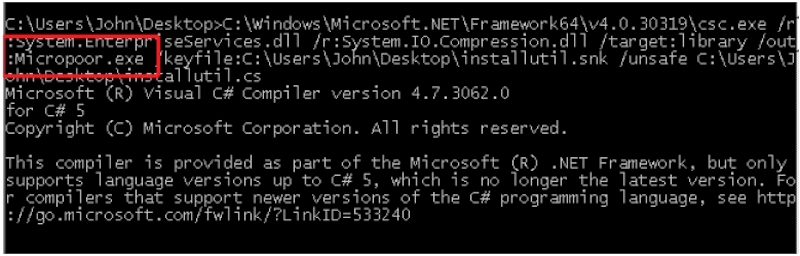 C:\Users\John\Desktop>C:\Windows\Microsoft.NET\Framework64\v4.0.30319\csc.exe /r
:System.EnterpriseServices.dll /r:System.IO.Compression.dll /target:library /out
:Micropoor.exe /keyfile:C:\Users\John\Desktop\installutil.snk /unsafe C:\Users\J
ohn\Desktop\installutil.cs
Microsoft (R) Visual C# Compiler version 4.7.3062.0
for C# 5
Copyright (C) Microsoft Corporation. All rights reserved.
This compiler is provided as part of the Microsoft (R) .NET Framework, but only
supports language versions up to C# 5, which is no longer the latest version. Fo
r compilers that support newer versions of the C# programming language, see http
://go.microsoft.com/fwlink/?LinkID=533240